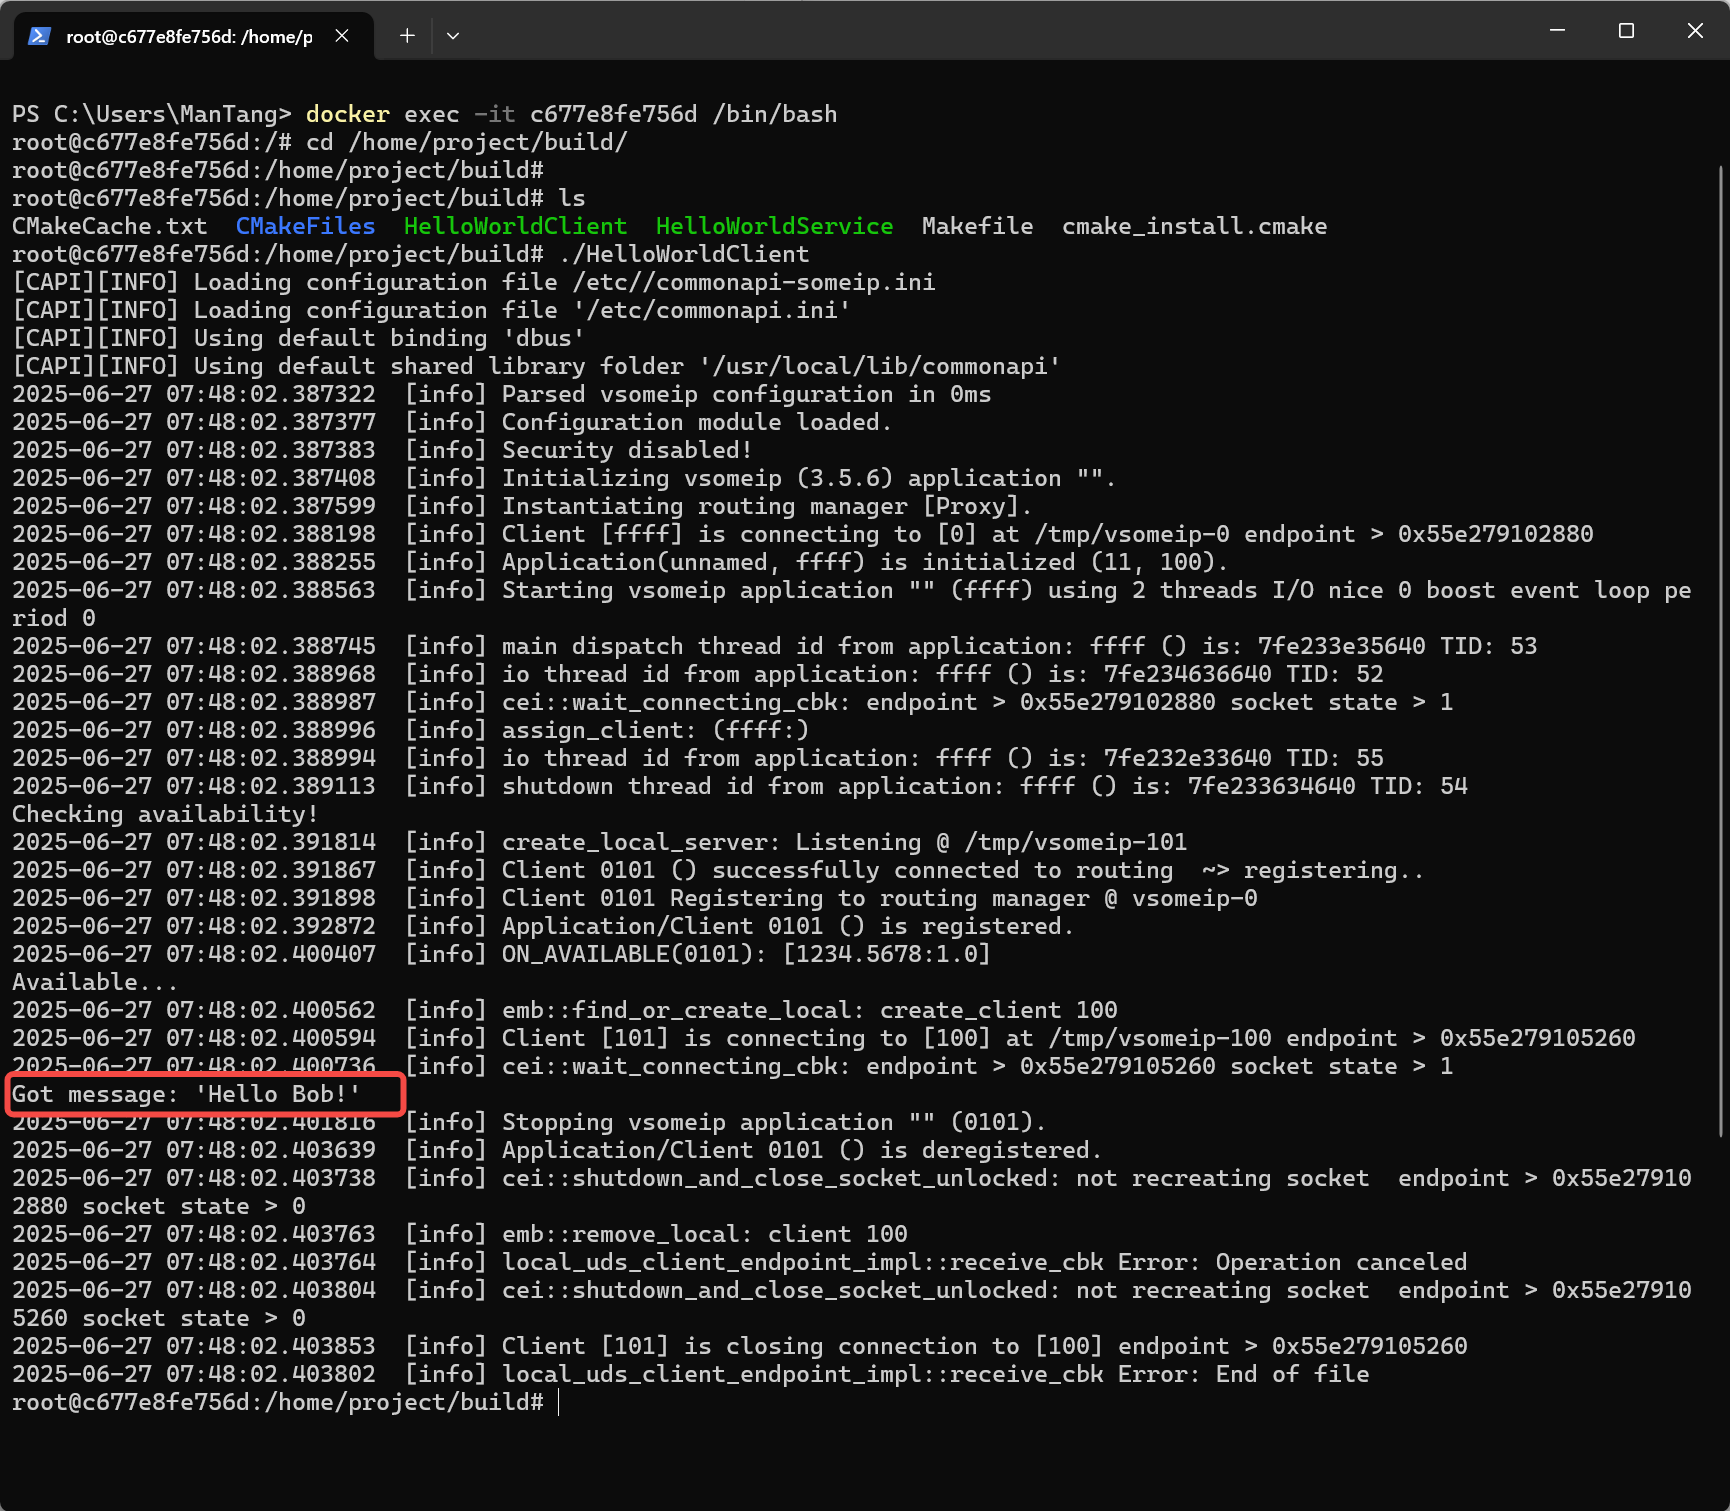 root@c677e8fe756d: /home/p
PS C:\Users\ManTang> docker exec -it c677e8fe756d /bin/bash
root@c677e8fe756d:/# cd /home/project/build/
root@c677e8fe756d:/home/project/build#
root@c677e8fe756d:/home/project/build# ls
CMakeCache.txt  CMakeFiles  HelloWorldClient  HelloWorldService  Makefile  cmake_install.cmake
root@c677e8fe756d:/home/project/build# ./HelloWorldClient
[CAPI][INFO] Loading configuration file /etc//commonapi-someip.ini
[CAPI][INFO] Loading configuration file '/etc/commonapi.ini'
[CAPI][INFO] Using default binding 'dbus'
[CAPI][INFO] Using default shared library folder '/usr/local/lib/commonapi'
2025-06-27 07:48:02.387322  [info] Parsed vsomeip configuration in 0ms
2025-06-27 07:48:02.387377  [info] Configuration module loaded.
2025-06-27 07:48:02.387383  [info] Security disabled!
2025-06-27 07:48:02.387408  [info] Initializing vsomeip (3.5.6) application "".
2025-06-27 07:48:02.387599  [info] Instantiating routing manager [Proxy].
2025-06-27 07:48:02.388198  [info] Client [ffff] is connecting to [0] at /tmp/vsomeip-0 endpoint > 0x55e279102880
2025-06-27 07:48:02.388255  [info] Application(unnamed, ffff) is initialized (11, 100).
2025-06-27 07:48:02.388563  [info] Starting vsomeip application "" (ffff) using 2 threads I/O nice 0 boost event loop pe
riod 0
2025-06-27 07:48:02.388745  [info] main dispatch thread id from application: ffff () is: 7fe233e35640 TID: 53
2025-06-27 07:48:02.388968  [info] io thread id from application: ffff () is: 7fe234636640 TID: 52
2025-06-27 07:48:02.388987  [info] cei::wait_connecting_cbk: endpoint > 0x55e279102880 socket state > 1
2025-06-27 07:48:02.388996  [info] assign_client: (ffff:)
2025-06-27 07:48:02.388994  [info] io thread id from application: ffff () is: 7fe232e33640 TID: 55
2025-06-27 07:48:02.389113  [info] shutdown thread id from application: ffff () is: 7fe233634640 TID: 54
Checking availability!
2025-06-27 07:48:02.391814  [info] create_local_server: Listening @ /tmp/vsomeip-101
2025-06-27 07:48:02.391867  [info] Client 0101 () successfully connected to routing  ~> registering..
2025-06-27 07:48:02.391898  [info] Client 0101 Registering to routing manager @ vsomeip-0
2025-06-27 07:48:02.392872  [info] Application/Client 0101 () is registered.
2025-06-27 07:48:02.400407  [info] ON_AVAILABLE(0101): [1234.5678:1.0]
Available...
2025-06-27 07:48:02.400562  [info] emb::find_or_create_local: create_client 100
2025-06-27 07:48:02.400594  [info] Client [101] is connecting to [100] at /tmp/vsomeip-100 endpoint > 0x55e279105260
2025-06-27 07:48:02.400736  [info] cei::wait_connecting_cbk: endpoint > 0x55e279105260 socket state > 1
Got message: 'Hello Bob!'
2025-06-27 07:48:02.401816  [info] Stopping vsomeip application "" (0101).
2025-06-27 07:48:02.403639  [info] Application/Client 0101 () is deregistered.
2025-06-27 07:48:02.403738  [info] cei::shutdown_and_close_socket_unlocked: not recreating socket  endpoint > 0x55e27910
2880 socket state > 0
2025-06-27 07:48:02.403763  [info] emb::remove_local: client 100
2025-06-27 07:48:02.403764  [info] local_uds_client_endpoint_impl::receive_cbk Error: Operation canceled
2025-06-27 07:48:02.403804  [info] cei::shutdown_and_close_socket_unlocked: not recreating socket  endpoint > 0x55e27910
5260 socket state > 0
2025-06-27 07:48:02.403853  [info] Client [101] is closing connection to [100] endpoint > 0x55e279105260
2025-06-27 07:48:02.403802  [info] local_uds_client_endpoint_impl::receive_cbk Error: End of file
root@c677e8fe756d:/home/project/build#